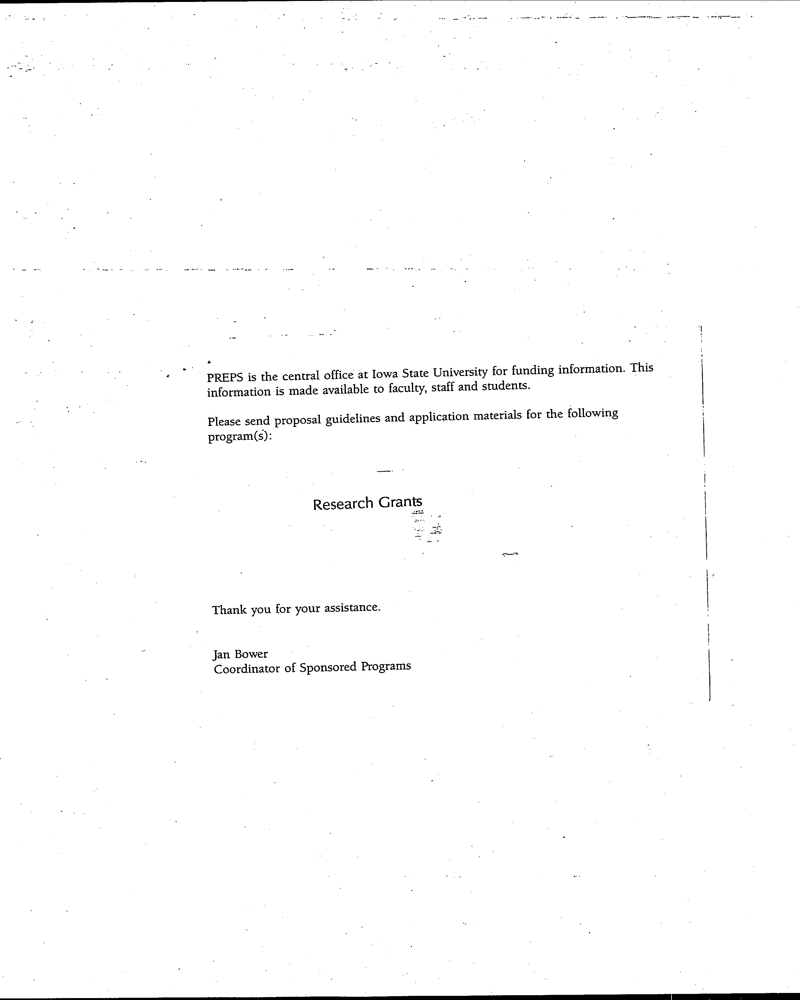 PREPS is the central office at Iowa State University for funding information. This
information is made available to faculty, staff and students.
Please send proposal guidelines and application materials for the following
program(s):
Research Grants
Thank you for your assistance.
Jan Bower
Coordinator of Sponsored Programs